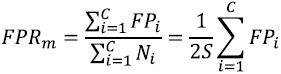 $$FPR_m = \frac{\sum_{i=1}^{C} FP_i}{\sum_{i=1}^{C} N_i} = \frac{1}{2S} \sum_{i=1}^{C} FP_i$$